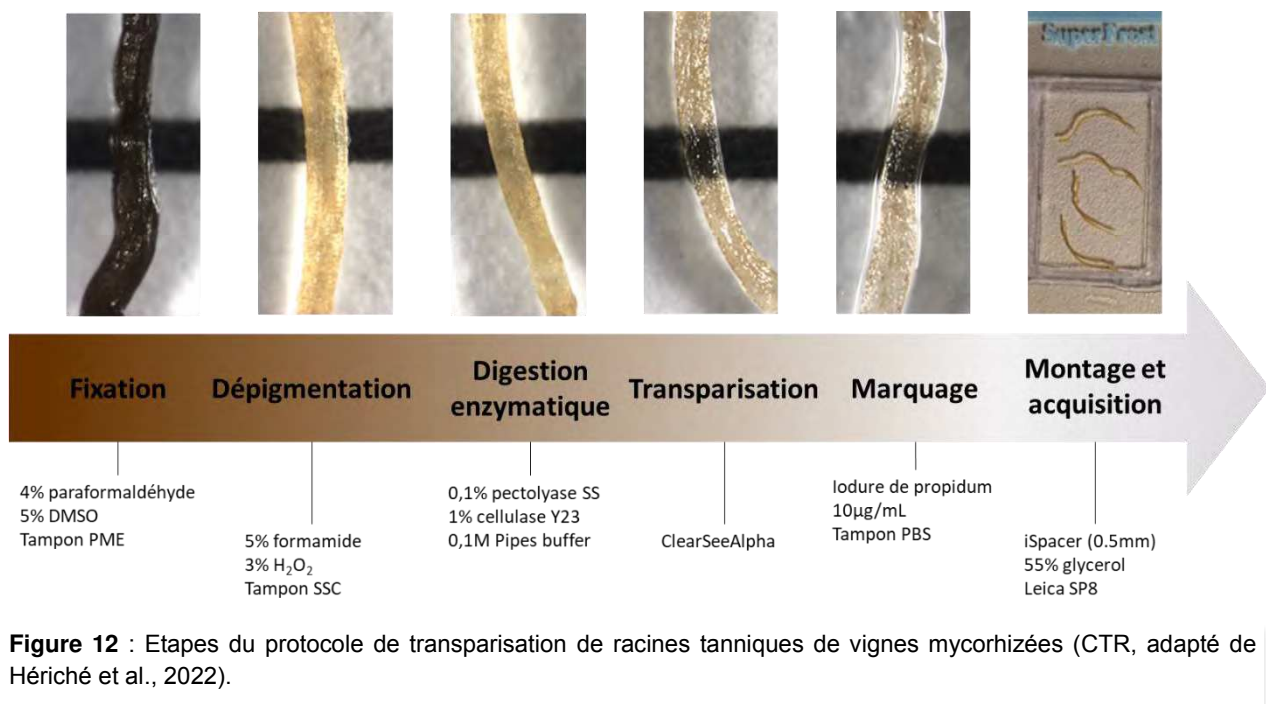 SuperFrost
Fixation
Dépigmentation
Digestion
enzymatique
Transparisation
Marquage
Montage et
acquisition
4% paraformaldéhyde
5% DMSO
Tampon PME
5% formamide
3% H₂O₂
Tampon SSC
0,1% pectolyase SS
1% cellulase Y23
0,1M Pipes buffer
ClearSeeAlpha
Iodure de propidum
10µg/mL
Tampon PBS
iSpacer (0.5mm)
55% glycerol
Leica SP8
Figure 12 : Etapes du protocole de transparisation de racines tanniques de vignes mycorhizées (CTR, adapté de
Hériché et al., 2022).